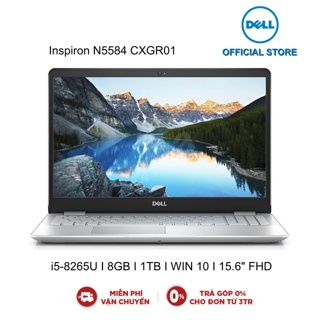 DELL
OFFICIAL STORE
Inspiron N5584 CXGR01
DELL
i5-8265U I 8GB I 1TB I WIN 10 I 15.6" FHD
MIỄN PHÍ
VẬN CHUYỂN
0%
TRẢ GÓP 0%
CHO ĐƠN TỪ 3TR